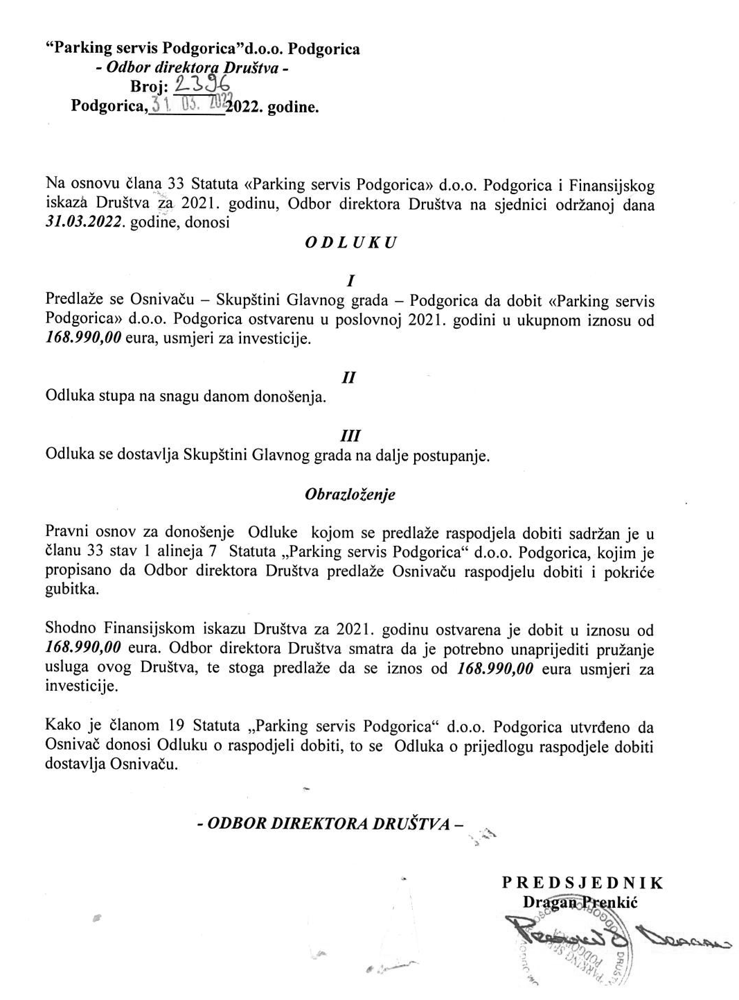 “Parking servis Podgorica”d.o.o. Podgorica
- Odbor direktora Društva -
Broj: 2396
Podgorica, 31. 03. 2022 2022. godine.
Na osnovu člana 33 Statuta «Parking servis Podgorica» d.o.o. Podgorica i Finansijskog
iskaza Društva za 2021. godinu, Odbor direktora Društva na sjednici održanoj dana
31.03.2022. godine, donosi
O D L U K U
I
Predlaže se Osnivaču – Skupštini Glavnog grada – Podgorica da dobit «Parking servis
Podgorica» d.o.o. Podgorica ostvarenu u poslovnoj 2021. godini u ukupnom iznosu od
168.990,00 eura, usmjeri za investicije.
II
Odluka stupa na snagu danom donošenja.
III
Odluka se dostavlja Skupštini Glavnog grada na dalje postupanje.
Obrazloženje
Pravni osnov za donošenje Odluke kojom se predlaže raspodjela dobiti sadržan je u
članu 33 stav 1 alineja 7 Statuta „Parking servis Podgorica“ d.o.o. Podgorica, kojim je
propisano da Odbor direktora Društva predlaže Osnivaču raspodjelu dobiti i pokriće
gubitka.
Shodno Finansijskom iskazu Društva za 2021. godinu ostvarena je dobit u iznosu od
168.990,00 eura. Odbor direktora Društva smatra da je potrebno unaprijediti pružanje
usluga ovog Društva, te stoga predlaže da se iznos od 168.990,00 eura usmjeri za
investicije.
Kako je članom 19 Statuta „Parking servis Podgorica“ d.o.o. Podgorica utvrđeno da
Osnivač donosi Odluku o raspodjeli dobiti, to se Odluka o prijedlogu raspodjele dobiti
dostavlja Osnivaču.
- ODBOR DIREKTORA DRUŠTVA –
P R E D S J E D N I K
Dragan Prenkić